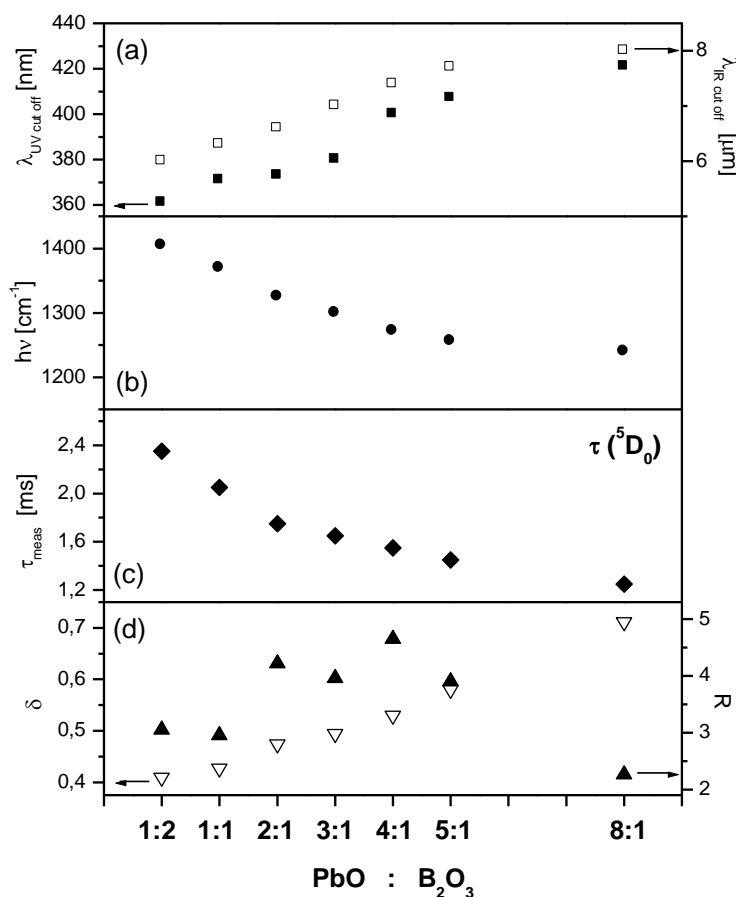 (a)
440
420
400
380
360
λUV cut off [nm]
8
6
λIR cut off [μm]
(b)
1400
1300
1200
hν [cm-1]
(c)
2,4
2,0
1,6
1,2
τmeas [ms]
τ (5D0)
(d)
0,7
0,6
0,5
0,4
δ
5
4
3
2
R
1:2 1:1 2:1 3:1 4:1 5:1 8:1
PbO : B2O3